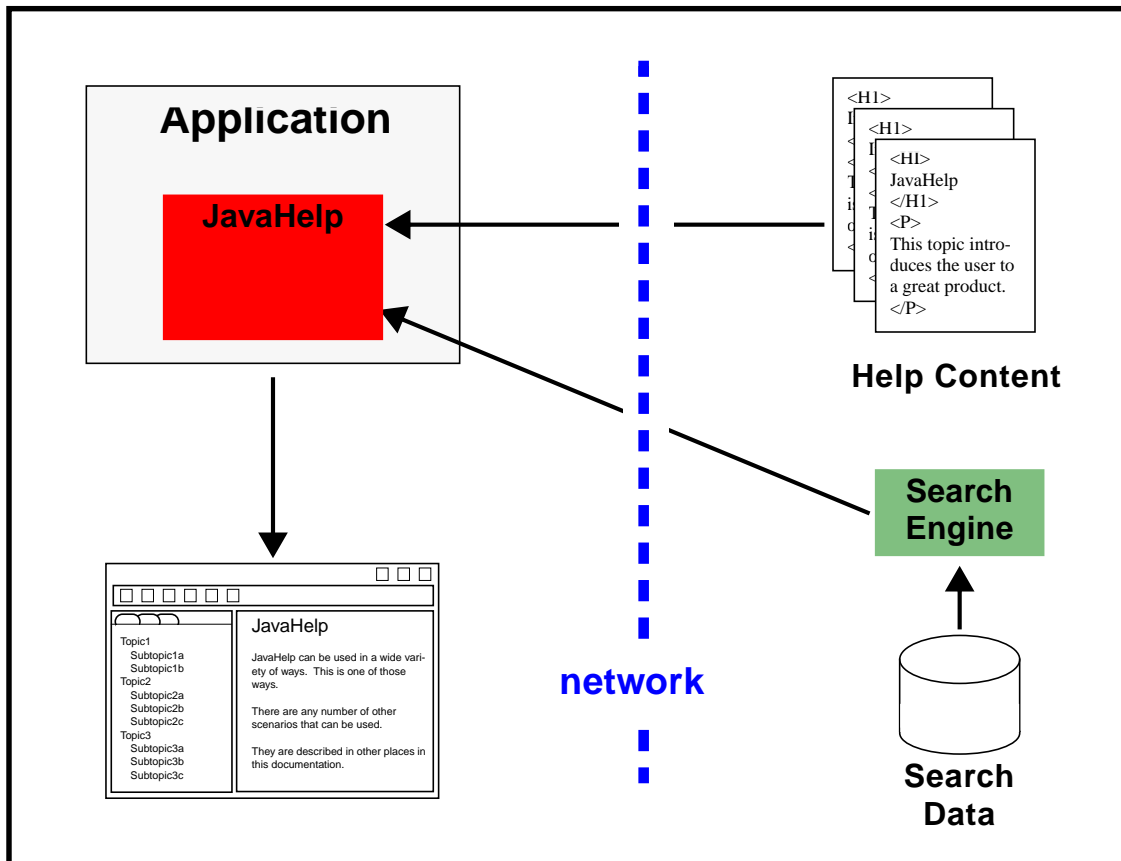 Application
JavaHelp
<H1>
I
<
<
T
is
o
<
<H1>
I
<
<
T
is
o
<
<HI>
JavaHelp
</H1>
<P>
This topic intro-
duces the user to
a great product.
</P>
Help Content
Search
Engine
Search
Data
network
Topic1
Subtopic1a
Subtopic1b
Topic2
Subtopic2a
Subtopic2b
Subtopic2c
Topic3
Subtopic3a
Subtopic3b
Subtopic3c
JavaHelp
JavaHelp can be used in a wide vari-
ety of ways.  This is one of those
ways.
There are any number of other
scenarios that can be used.
They are described in other places in
this documentation.